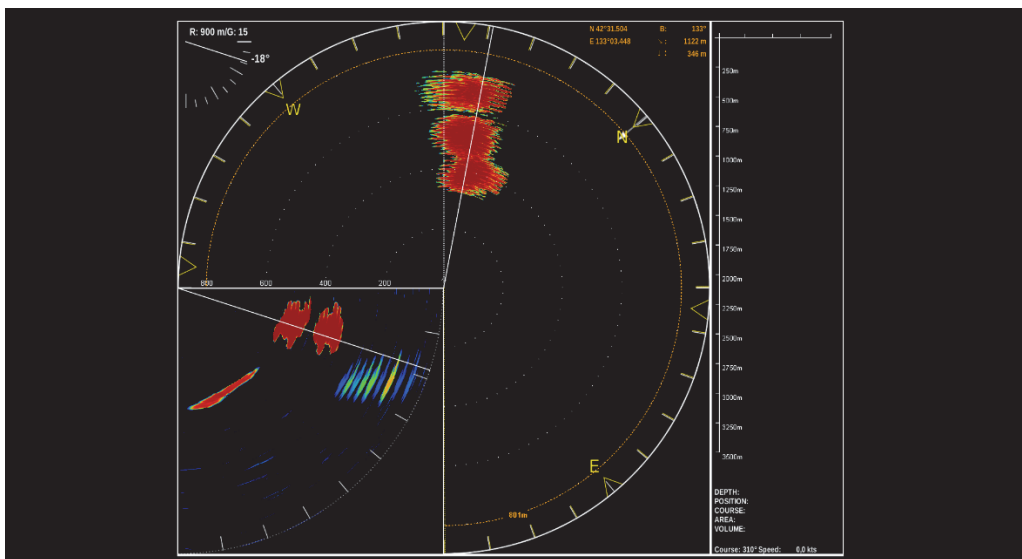 R: 900 m/G: 15
-18°
N 42°31.504 B: 133°
E 133°03.448 : 1122 m
: 346 m
W
N
250m
500m
750m
1000m
1250m
1500m
1750m
2000m
800 600 400 200
2250m
2500m
2750m
3000m
3250m
3500m
E
801m
DEPTH:
POSITION:
COURSE:
AREA:
VOLUME:
Course: 310° Speed: 0,0 kts